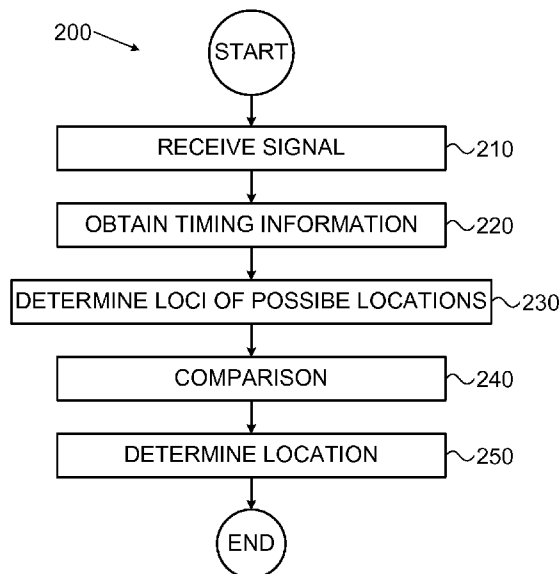 200
START
RECEIVE SIGNAL
210
OBTAIN TIMING INFORMATION
220
DETERMINE LOCI OF POSSIBE LOCATIONS
230
COMPARISON
240
DETERMINE LOCATION
250
END